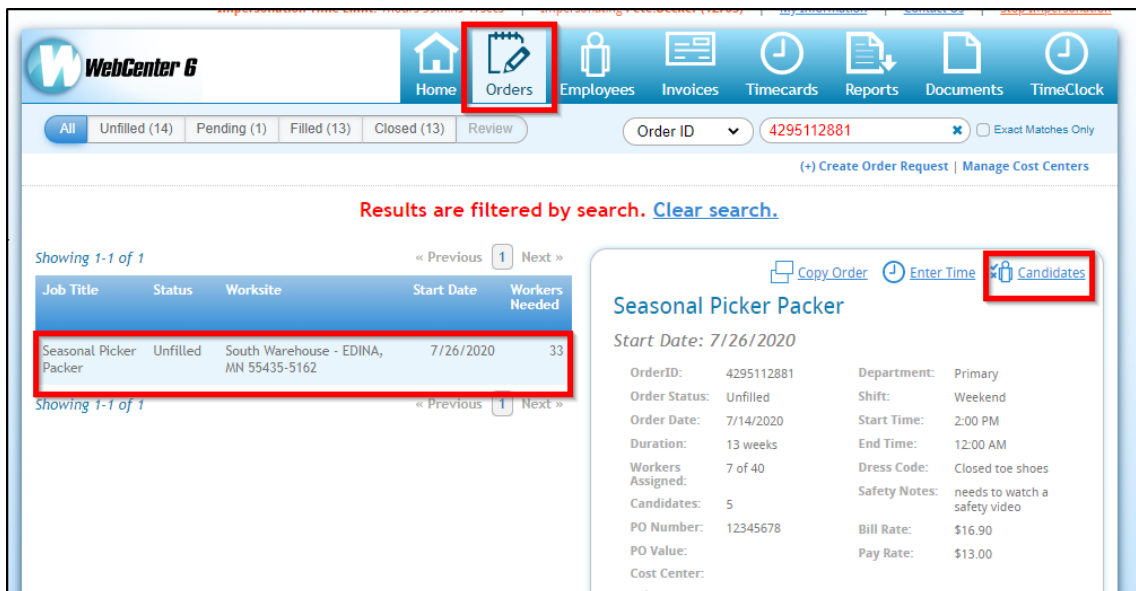 WebCenter 6
Home Orders Employees Invoices Timecards Reports Documents TimeClock
All Unfilled (14) Pending (1) Filled (13) Closed (13) Review
Order ID 4295112881 Exact Matches Only
(+) Create Order Request | Manage Cost Centers
Results are filtered by search. Clear search.
Showing 1-1 of 1 « Previous 1 Next »
Job Title Status Worksite Start Date Workers Needed
Seasonal Picker Packer Unfilled South Warehouse - EDINA, MN 55435-5162 7/26/2020 33
Showing 1-1 of 1 « Previous 1 Next »
Copy Order Enter Time Candidates
Seasonal Picker Packer
Start Date: 7/26/2020
OrderID: 4295112881
Order Status: Unfilled
Order Date: 7/14/2020
Duration: 13 weeks
Workers Assigned: 7 of 40
Candidates: 5
PO Number: 12345678
PO Value:
Cost Center:
Department: Primary
Shift: Weekend
Start Time: 2:00 PM
End Time: 12:00 AM
Dress Code: Closed toe shoes
Safety Notes: needs to watch a safety video
Bill Rate: $16.90
Pay Rate: $13.00